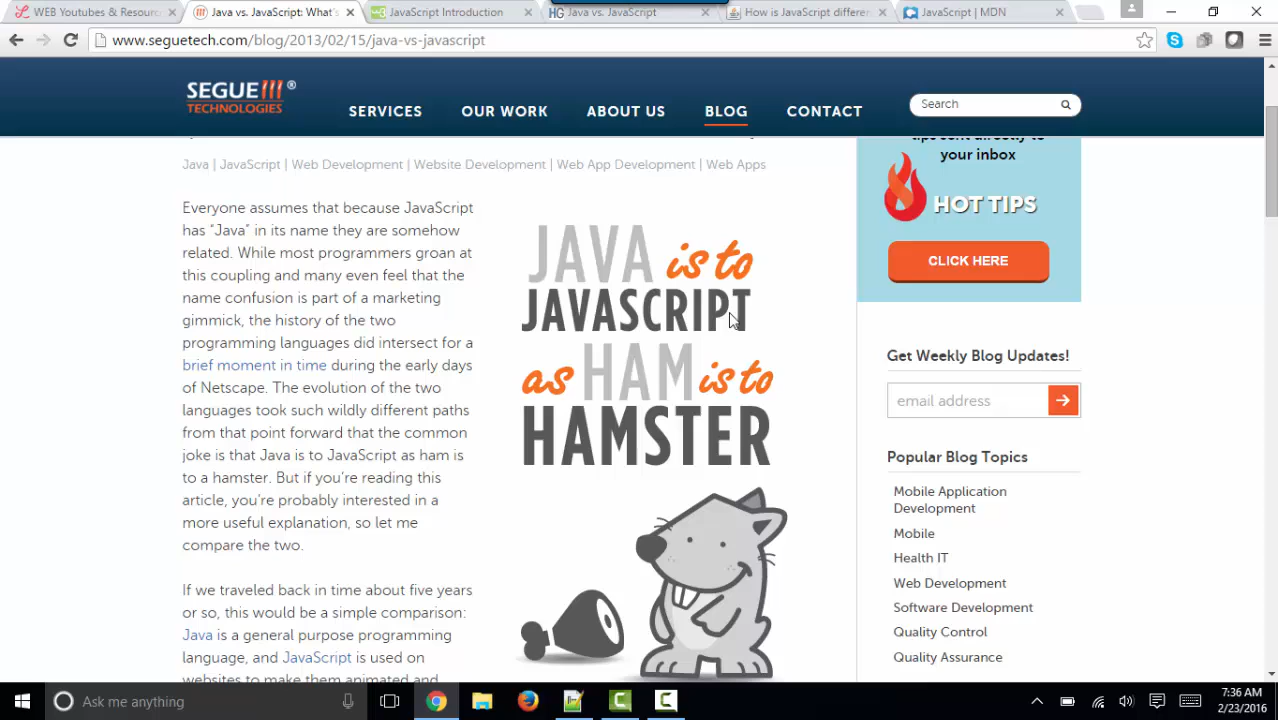 WEB Youtubes & Resourc
Java vs. JavaScript: What's
JavaScript Introduction
HG Java vs. JavaScript
How is JavaScript differen
JavaScript | MDN
www.seguetech.com/blog/2013/02/15/java-vs-javascript
SEGUE ®
TECHNOLOGIES
SERVICES
OUR WORK
ABOUT US
BLOG
CONTACT
Search
Java | JavaScript | Web Development | Website Development | Web App Development | Web Apps
Everyone assumes that because JavaScript
has “Java” in its name they are somehow
related. While most programmers groan at
this coupling and many even feel that the
name confusion is part of a marketing
gimmick, the history of the two
programming languages did intersect for a
brief moment in time during the early days
of Netscape. The evolution of the two
languages took such wildly different paths
from that point forward that the common
joke is that Java is to JavaScript as ham is
to a hamster. But if you’re reading this
article, you’re probably interested in a
more useful explanation, so let me
compare the two.
If we traveled back in time about five years
or so, this would be a simple comparison:
Java is a general purpose programming
language, and JavaScript is used on
websites to make them animated and
JAVA is to
JAVASCRIPT
as HAM is to
HAMSTER
tips sent directly to
your inbox
HOT TIPS
CLICK HERE
Get Weekly Blog Updates!
email address
Popular Blog Topics
Mobile Application
Development
Mobile
Health IT
Web Development
Software Development
Quality Control
Quality Assurance
Ask me anything
7:36 AM
2/23/2016